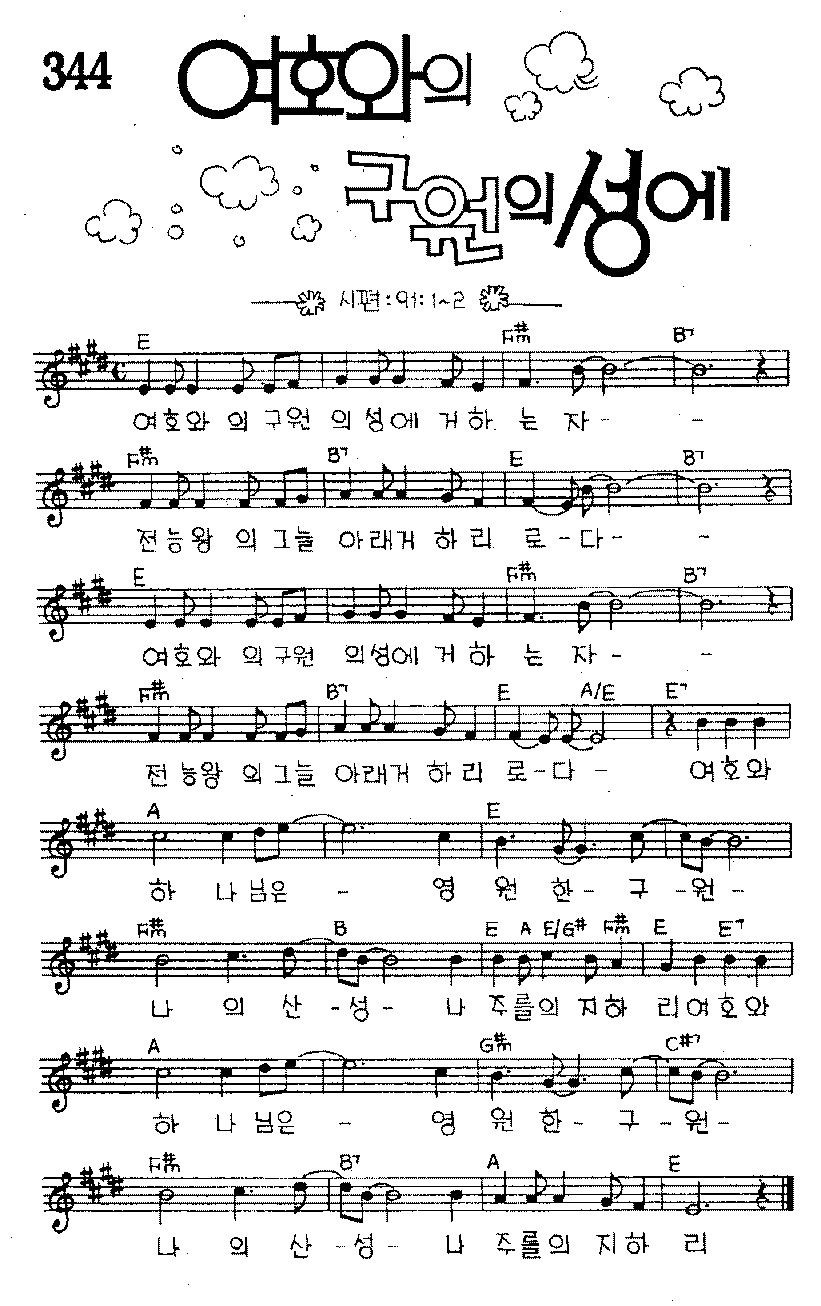 344
여호와의
구원의 성에
시편:91:1~2
E F#m B7
여호와 의 구원 의 성에 거하 는 자- -
F#m B7 E B7
전능왕 의 그늘 아래거 하 리 로-다- -
E F#m B7
여호와 의 구원 의성에 거 하 는 자- -
F#m B7 E A/E E7
전능왕 의그늘 아래거 하리 로-다- 여호와
A E
하 나님은 - 영 원 한- 구 -원-
F#m B E A E/G# F#m E E7
나 의 산 -성- 나 주를의 지하 리여호와
A G#m C#7
하 나님은 - 영 원한- 구 -원-
F#m B7 A E
나 의 산 -성- 나 주를의 지하 리